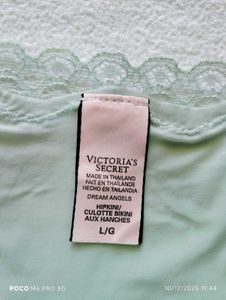 VICTORIA'S
SECRET
MADE IN THAILAND
FAIT EN THAILANDE
HECHO EN TAILANDIA
DREAM ANGELS
HIPKINI/
CULOTTE BIKINI
AUX HANCHES
L/G
POCO M6 PRO 5G
10/12/2025 11:44